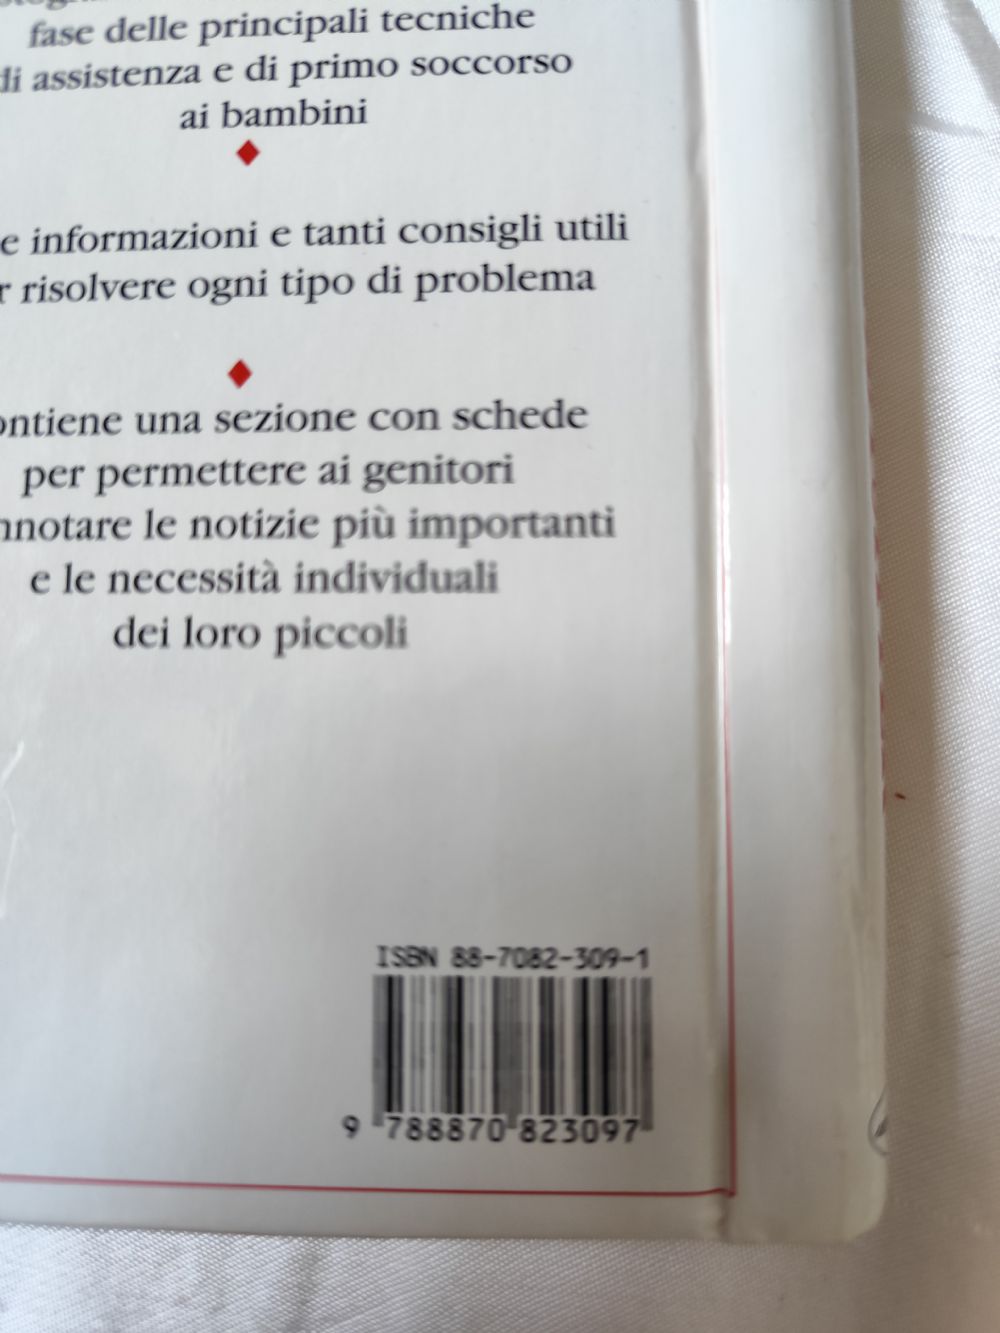 fase delle principali tecniche
di assistenza e di primo soccorso
ai bambini
e informazioni e tanti consigli utili
r risolvere ogni tipo di problema
ontiene una sezione con schede
per permettere ai genitori
nnotare le notizie più importanti
e le necessità individuali
dei loro piccoli
ISBN 88-7082-309-1
9 788870 823097